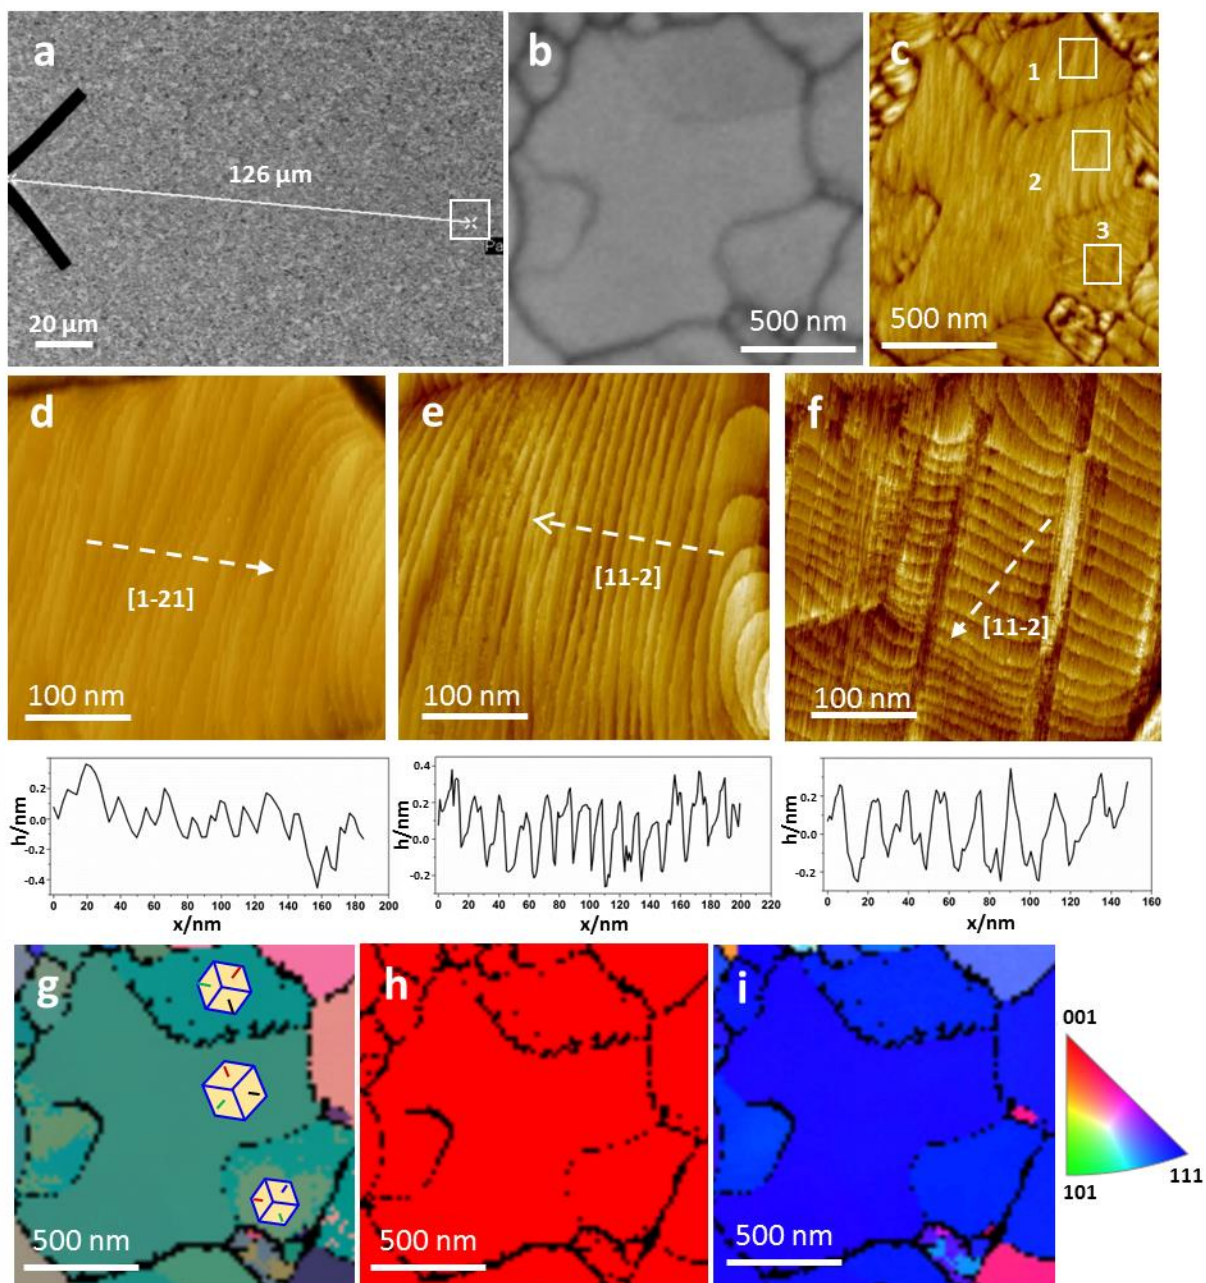 a
126 µm
Pa
20 µm
b
500 nm
c
1
2
3
500 nm
d
[1-21]
100 nm
e
[11-2]
100 nm
f
[11-2]
100 nm
h/nm
0.2
0.0
-0.2
-0.4
0 20 40 60 80 100 120 140 160 180 200
x/nm
h/nm
0.4
0.2
0.0
-0.2
0 20 40 60 80 100 120 140 160 180 200 220
x/nm
h/nm
0.2
0.0
-0.2
0 20 40 60 80 100 120 140 160
x/nm
g
500 nm
h
500 nm
i
500 nm
001
101
111